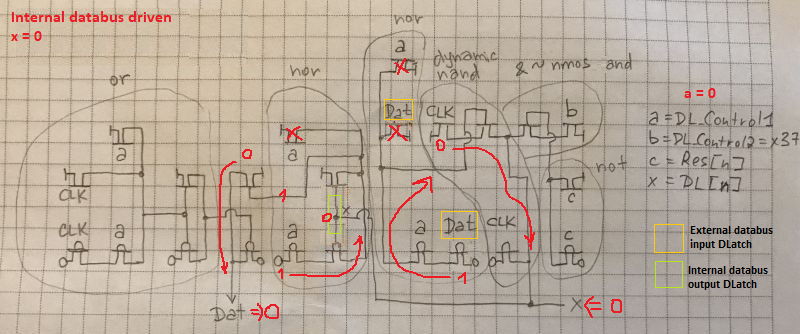 Internal databus driven
x = 0
nor
a
dynamic
nand
& ~ nmos and
or
nor
Dat
CLK
b
a = 0
a = DL_Control1
b = DL_Control2 = x37
c = Res[n]
x = DL[n]
a
a
0
0
not
c
CLK
1
0
x
CLK
a
a
a
Dat
CLK
c
External databus
input DLatch
1
1
Internal databus
output DLatch
Dat ⇒ 0
x ⇐ 0